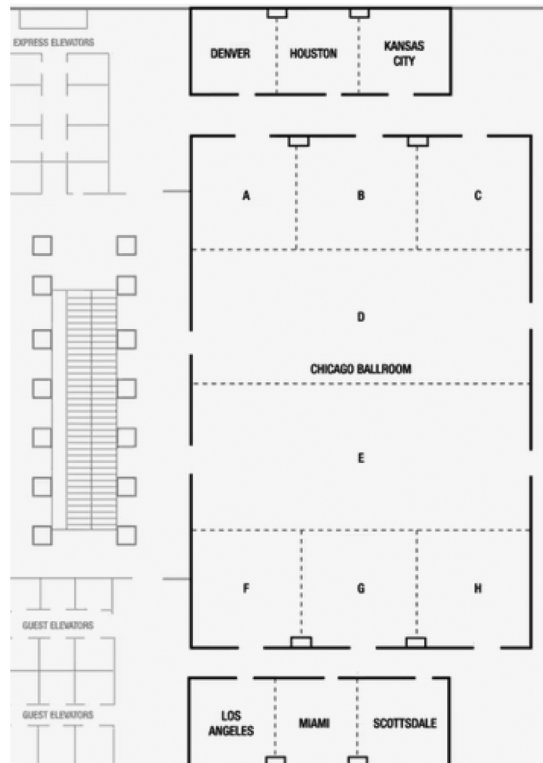 EXPRESS ELEVATORS
DENVER
HOUSTON
KANSAS
CITY
A
B
C
D
CHICAGO BALLROOM
E
F
G
H
GUEST ELEVATORS
GUEST ELEVATORS
LOS
ANGELES
MIAMI
SCOTTSDALE